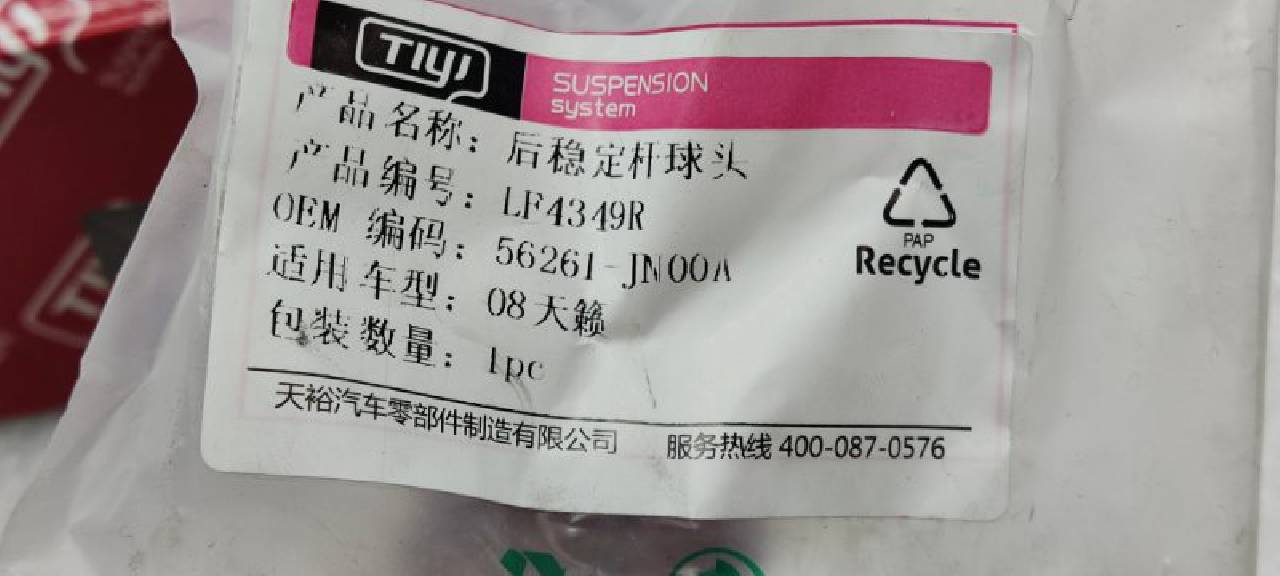 TIYJ
SUSPENSION
system
产品名称：后稳定杆球头
产品编号：LF4349R
OEM 编码：56261-JN00A
适用车型：08天籁
包装数量：1pc
PAP
Recycle
天裕汽车零部件制造有限公司 服务热线 400-087-0576